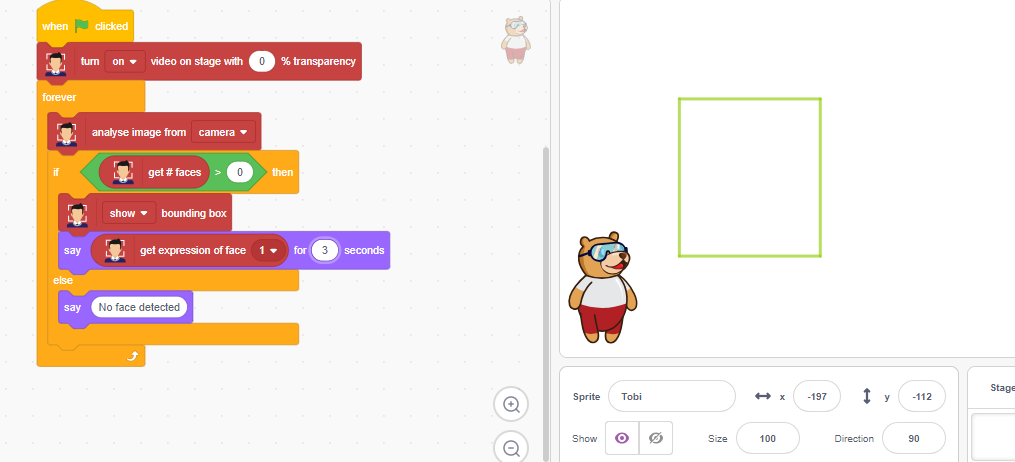 when clicked
turn on video on stage with 0 % transparency
forever
analyse image from camera
if get # faces > 0 then
show bounding box
say get expression of face 1 for 3 seconds
else
say No face detected
Sprite Tobi x -197 y -112
Show Size 100 Direction 90
Stage